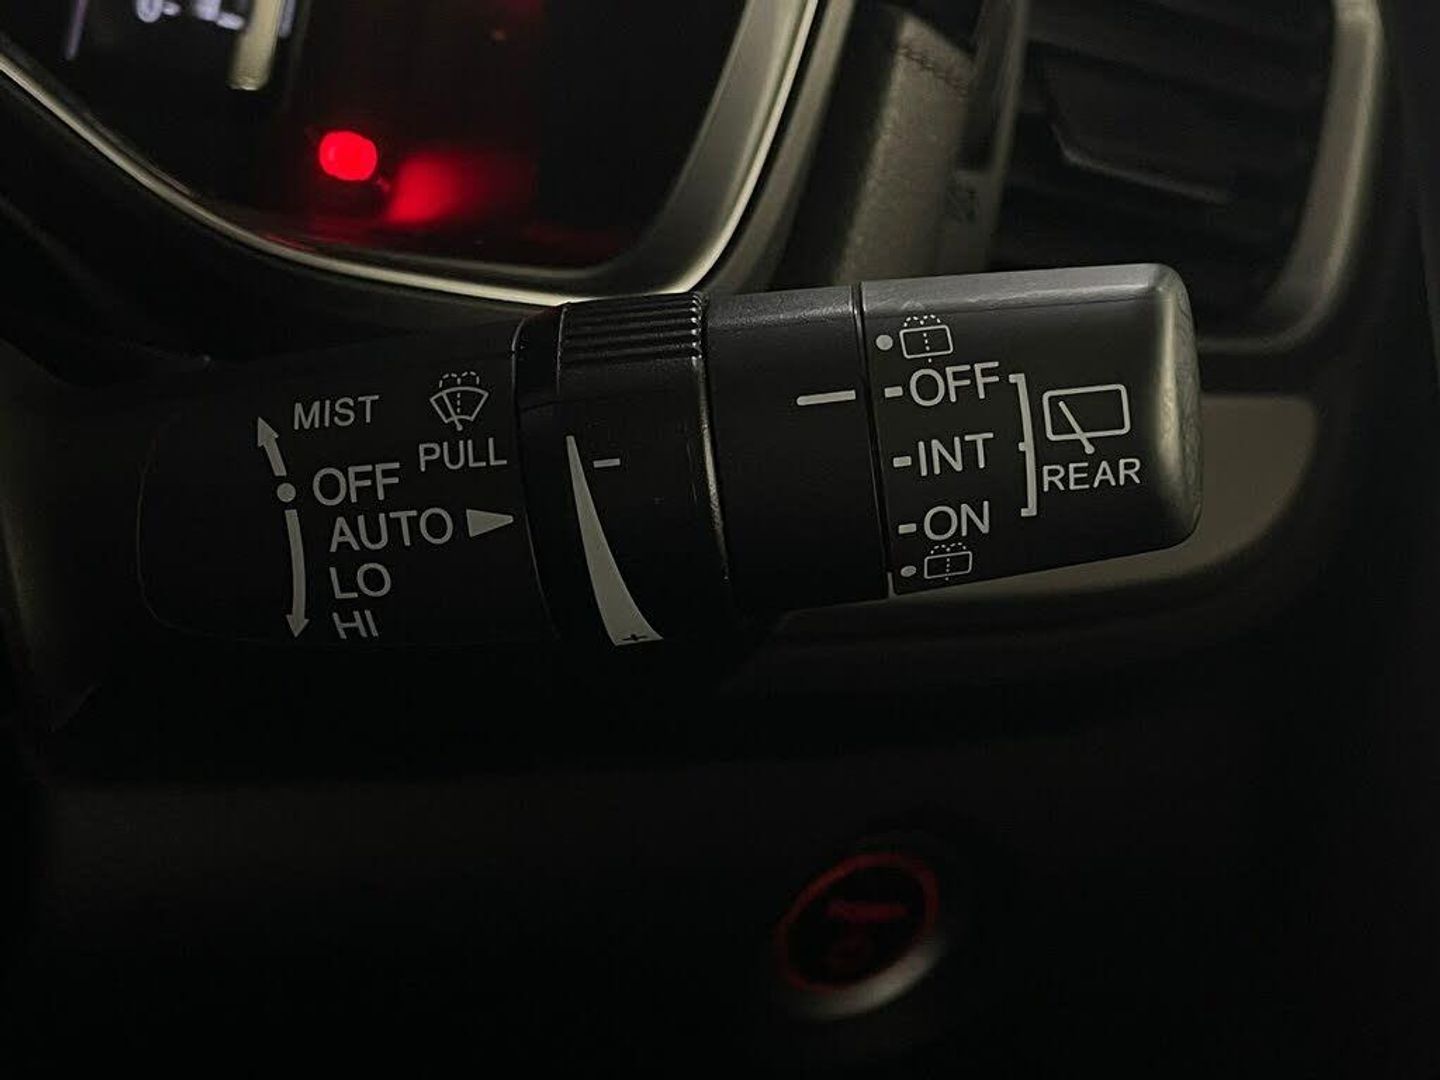 MIST
PULL
OFF
AUTO
LO
HI
-
+
OFF
INT
ON
REAR